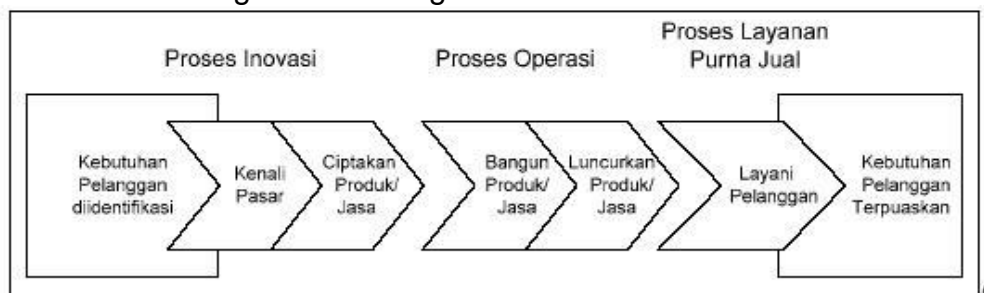 Proses Inovasi
Proses Operasi
Proses Layanan
Purna Jual
Kebutuhan
Pelanggan
diidentifikasi
Kenali
Pasar
Ciptakan
Produk/
Jasa
Bangun
Produk/
Jasa
Luncurkan
Produk/
Jasa
Layani
Pelanggan
Kebutuhan
Pelanggan
Terpuaskan